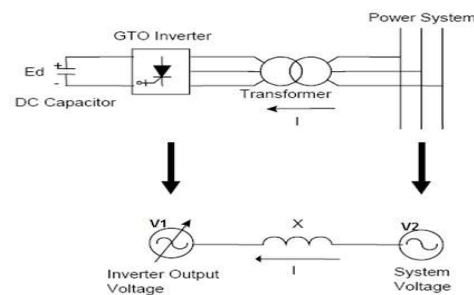 Power System
GTO Inverter
Ed
+
-
DC Capacitor
Transformer
I
V1
X
V2
I
Inverter Output
Voltage
System
Voltage